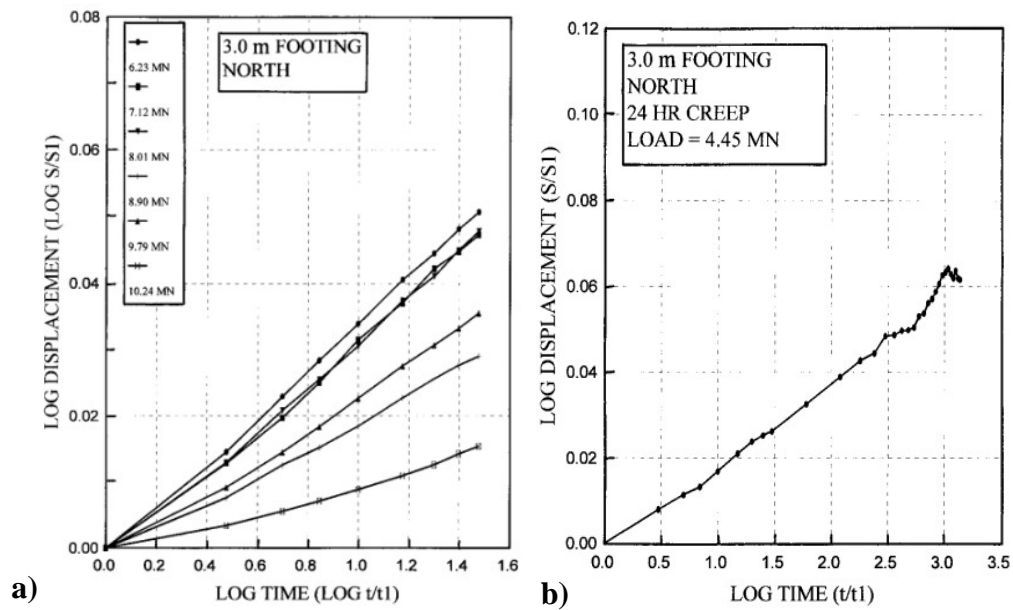 0.08
0.06
0.04
0.02
0.00
LOG DISPLACEMENT (LOG S/S1)
6.23 MN
7.12 MN
8.01 MN
8.90 MN
9.79 MN
10.24 MN
3.0 m FOOTING
NORTH
0.0 0.2 0.4 0.6 0.8 1.0 1.2 1.4 1.6
LOG TIME (LOG t/t1)
a)
0.12
0.10
0.08
0.06
0.04
0.02
0.00
LOG DISPLACEMENT (S/S1)
3.0 m FOOTING
NORTH
24 HR CREEP
LOAD = 4.45 MN
0.0 0.5 1.0 1.5 2.0 2.5 3.0 3.5
LOG TIME (t/t1)
b)